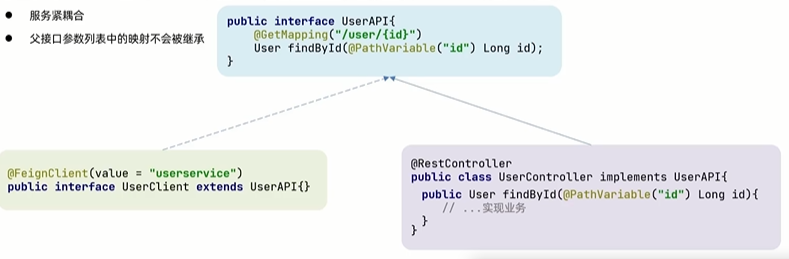 服务紧耦合
父接口参数列表中的映射不会被继承
public interface UserAPI{
@GetMapping("/user/{id}")
User findById(@PathVariable("id") Long id);
}
@FeignClient(value = "userservice")
public interface UserClient extends UserAPI{}
@RestController
public class UserController implements UserAPI{
public User findById(@PathVariable("id") Long id){
// ...实现业务
}
}